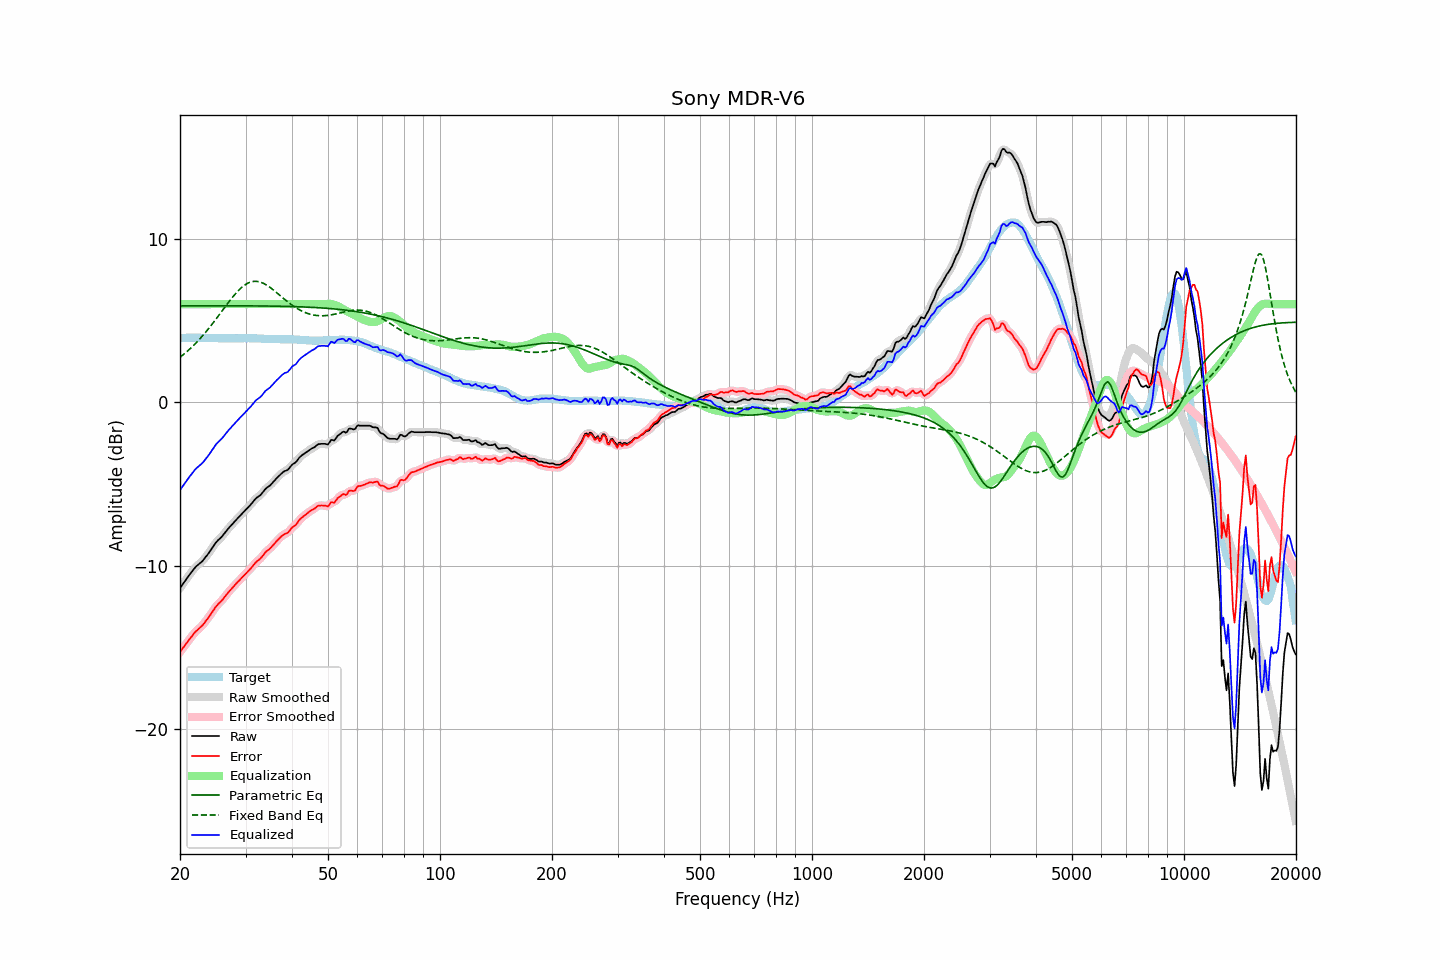 Sony MDR-V6
Amplitude (dBr)
10
0
−10
−20
Target
Raw Smoothed
Error Smoothed
Raw
Error
Equalization
Parametric Eq
Fixed Band Eq
Equalized
20 50 100 200 500 1000 2000 5000 10000 20000
Frequency (Hz)